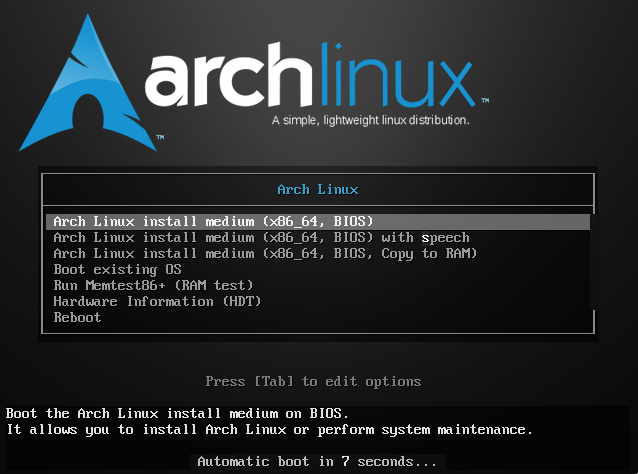 archlinux™
A simple, lightweight linux distribution.
™
Arch Linux
Arch Linux install medium (x86_64, BIOS)
Arch Linux install medium (x86_64, BIOS) with speech
Arch Linux install medium (x86_64, BIOS, Copy to RAM)
Boot existing OS
Run Memtest86+ (RAM test)
Hardware Information (HDT)
Reboot
Press [Tab] to edit options
Boot the Arch Linux install medium on BIOS.
It allows you to install Arch Linux or perform system maintenance.
Automatic boot in 7 seconds...